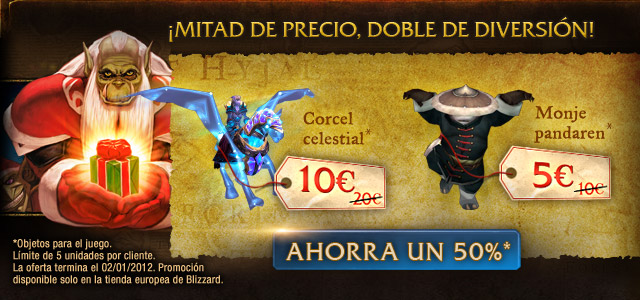 ¡MITAD DE PRECIO, DOBLE DE DIVERSIÓN!
Corcel
celestial*
10€
20€
Monje
pandaren*
5€
10€
AHORRA UN 50%*
*Objetos para el juego.
Límite de 5 unidades por cliente.
La oferta termina el 02/01/2012. Promoción
disponible solo en la tienda europea de Blizzard.